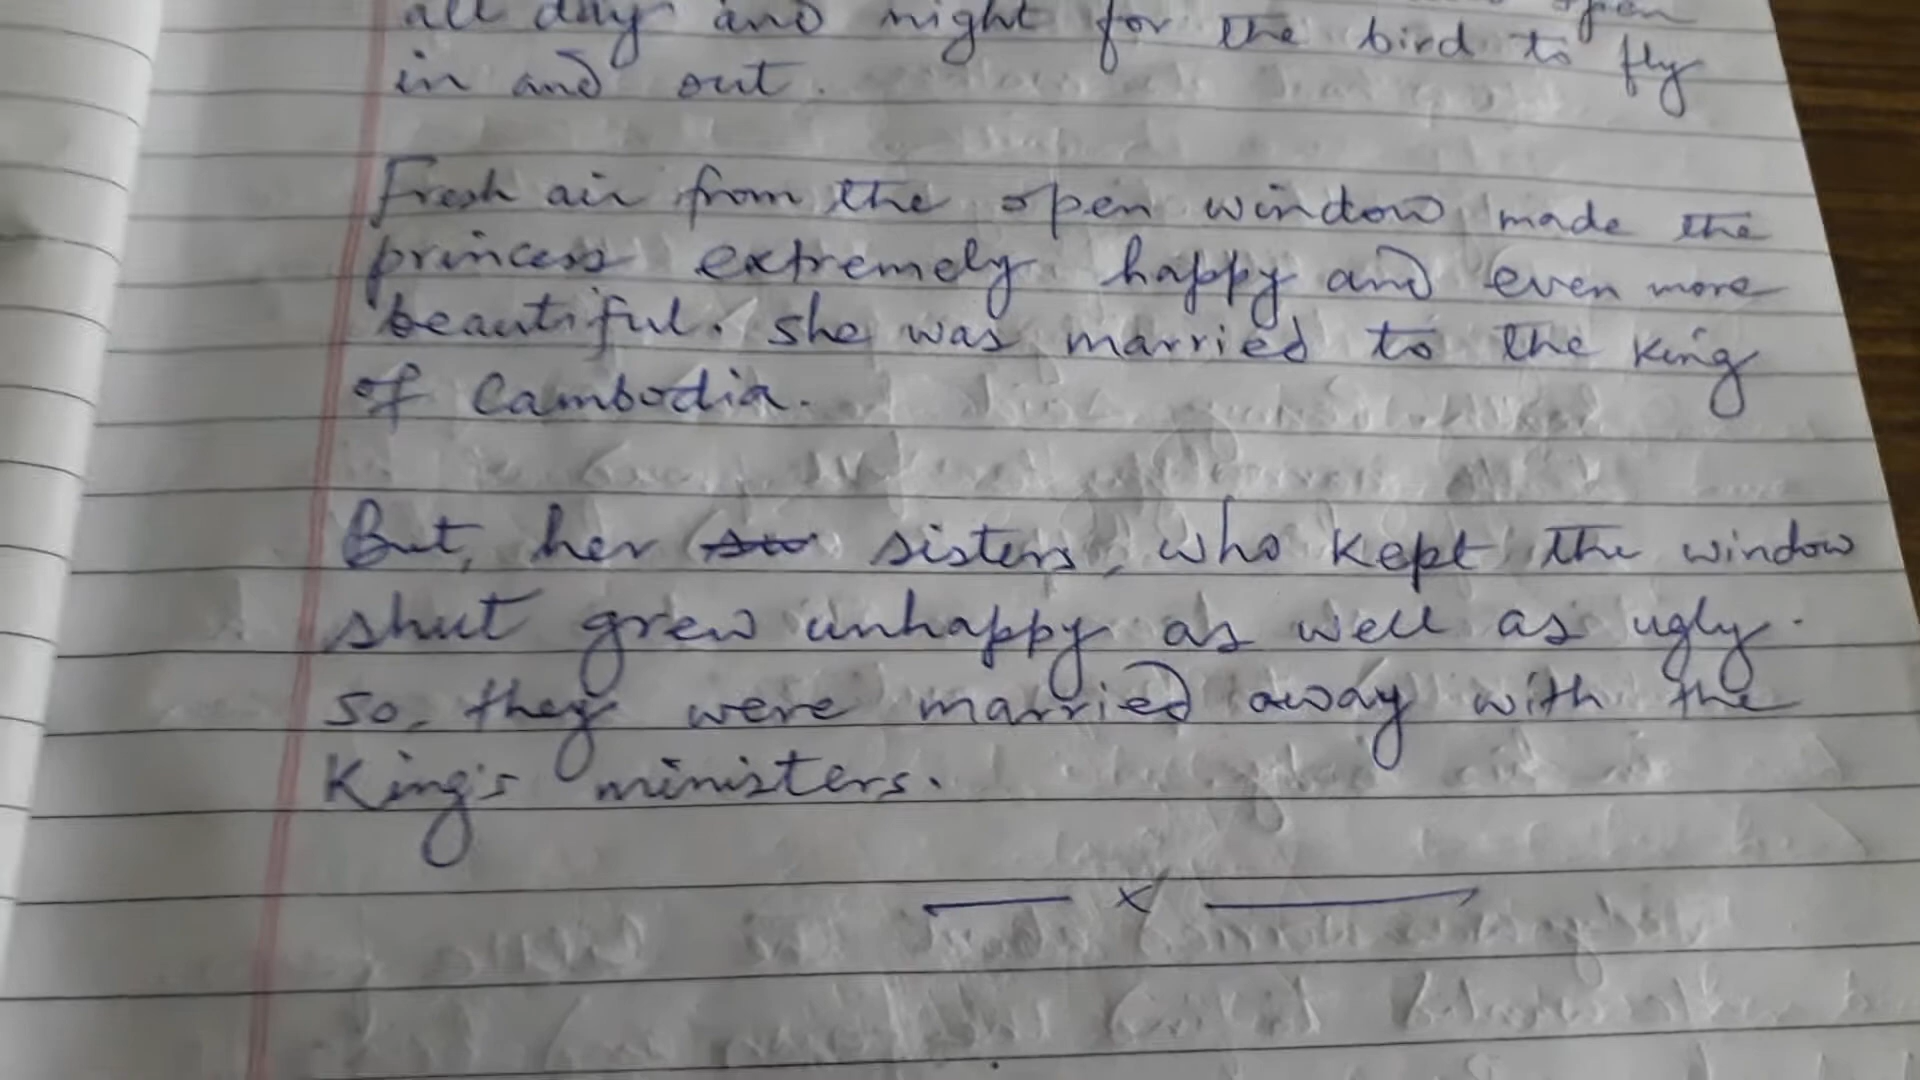 open
all day and night for the bird to fly
in and out.
Fresh air from the open window made the
princess extremely happy and even more
beautiful. She was married to the King
of Cambodia.
But, her sisters, who kept the window
shut grew unhappy as well as ugly.
So, they were married away with the
King's ministers.
— x —